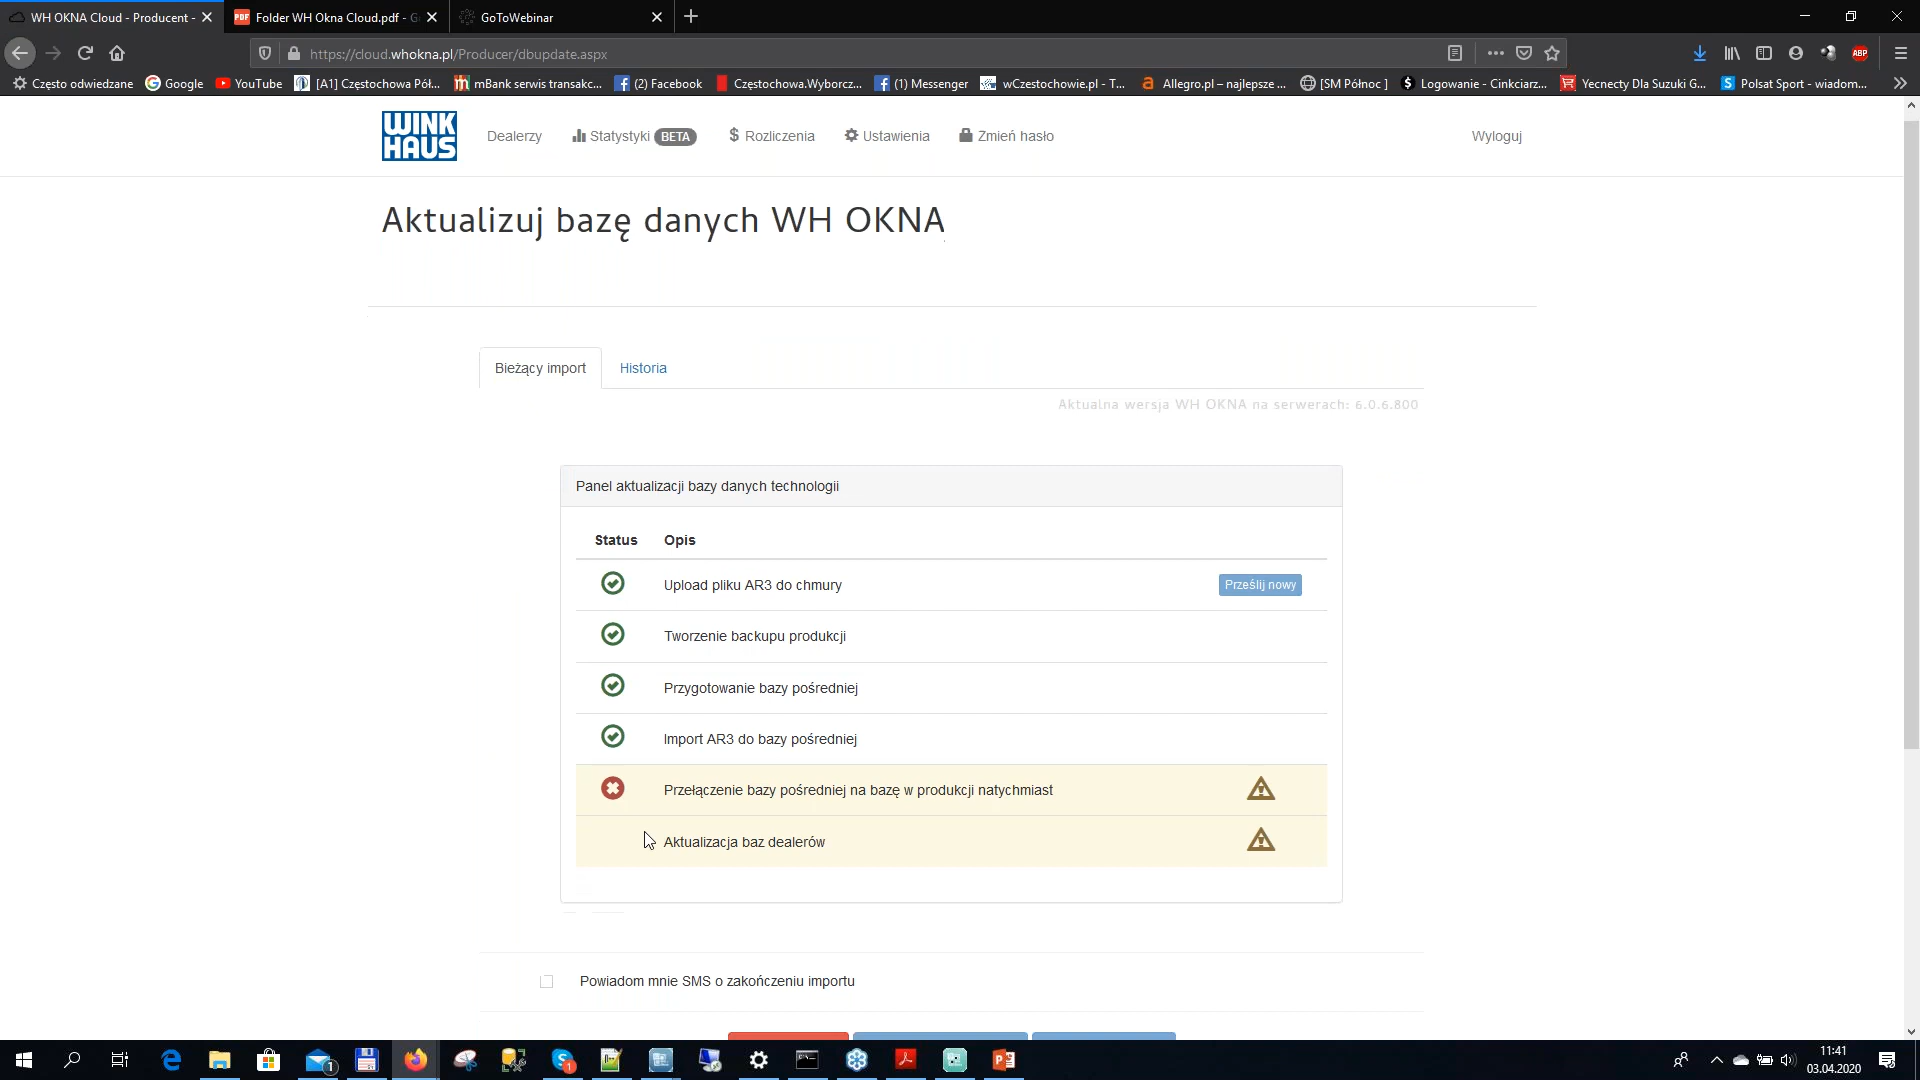 WH OKNA Cloud - Producent -
Folder WH Okna Cloud.pdf - G
GoToWebinar
https://cloud.whokna.pl/Producer/dbupdate.aspx
Często odwiedzane
Google
YouTube
[A1] Częstochowa Pół...
mBank serwis transakc...
(2) Facebook
Częstochowa.Wyborcz...
(1) Messenger
wCzestochowie.pl - T...
Allegro.pl – najlepsze ...
[SM Północ ]
Logowanie - Cinkciarz...
Yecnecty Dla Suzuki G...
Polsat Sport - wiadom...
WINK
HAUS
Dealerzy
Statystyki BETA
$ Rozliczenia
Ustawienia
Zmień hasło
Wyloguj
Aktualizuj bazę danych WH OKNA
Bieżący import
Historia
Aktualna wersja WH OKNA na serwerach: 6.0.6.800
Panel aktualizacji bazy danych technologii
Status Opis
Upload pliku AR3 do chmury
Prześlij nowy
Tworzenie backupu produkcji
Przygotowanie bazy pośredniej
Import AR3 do bazy pośredniej
Przełączenie bazy pośredniej na bazę w produkcji natychmiast
Aktualizacja baz dealerów
Powiadom mnie SMS o zakończeniu importu
11:41
03.04.2020